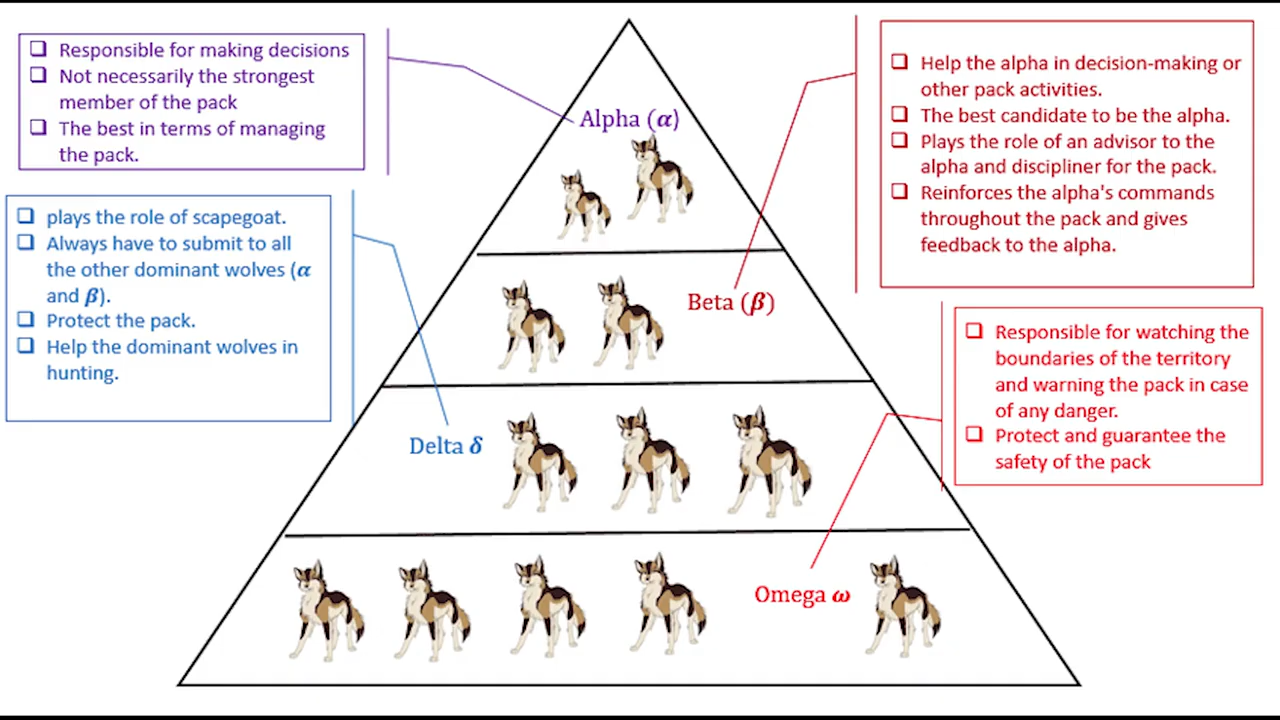 ❑ Responsible for making decisions
❑ Not necessarily the strongest
member of the pack
❑ The best in terms of managing
the pack.
❑ plays the role of scapegoat.
❑ Always have to submit to all
the other dominant wolves (α
and β).
❑ Protect the pack.
❑ Help the dominant wolves in
hunting.
Alpha (α)
Beta (β)
Delta δ
Omega ω
❑ Help the alpha in decision-making or
other pack activities.
❑ The best candidate to be the alpha.
❑ Plays the role of an advisor to the
alpha and discipliner for the pack.
❑ Reinforces the alpha's commands
throughout the pack and gives
feedback to the alpha.
❑ Responsible for watching the
boundaries of the territory
and warning the pack in case
of any danger.
❑ Protect and guarantee the
safety of the pack